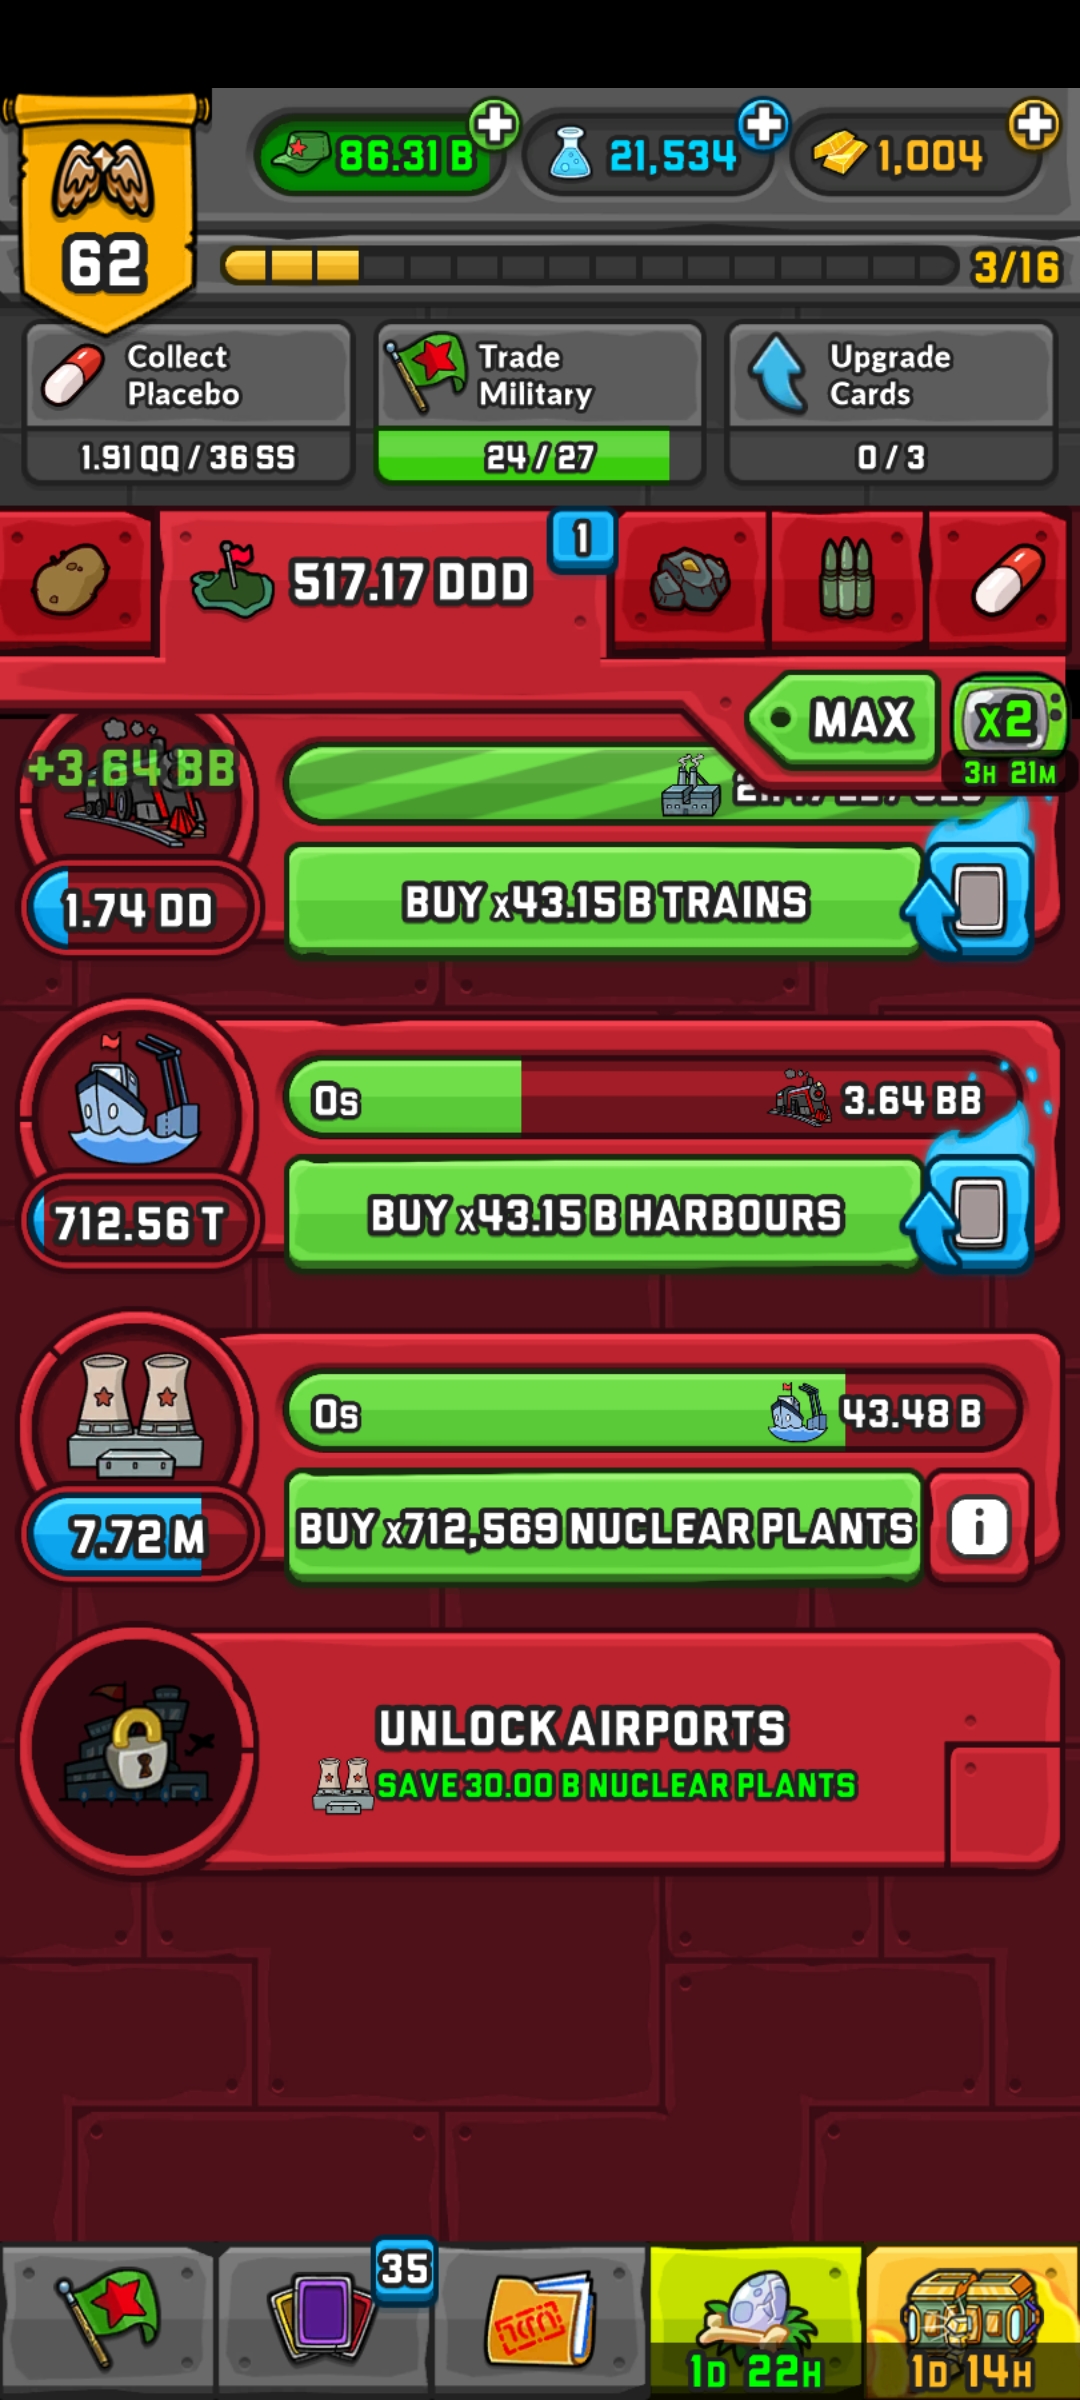 86.31 B
21,534
1,004
62
3/16
Collect
Placebo
Trade
Military
Upgrade
Cards
1.91 QQ / 36 SS
24 / 27
0 / 3
1
517.17 DDD
MAX
x2
3H 21M
+3.64 BB
1.74 DD
BUY x43.15 B TRAINS
0s
3.64 BB
712.56 T
BUY x43.15 B HARBOURS
0s
43.48 B
7.72 M
BUY x712,569 NUCLEAR PLANTS
i
UNLOCK AIRPORTS
SAVE 30.00 B NUCLEAR PLANTS
35
1D 22H
1D 14H